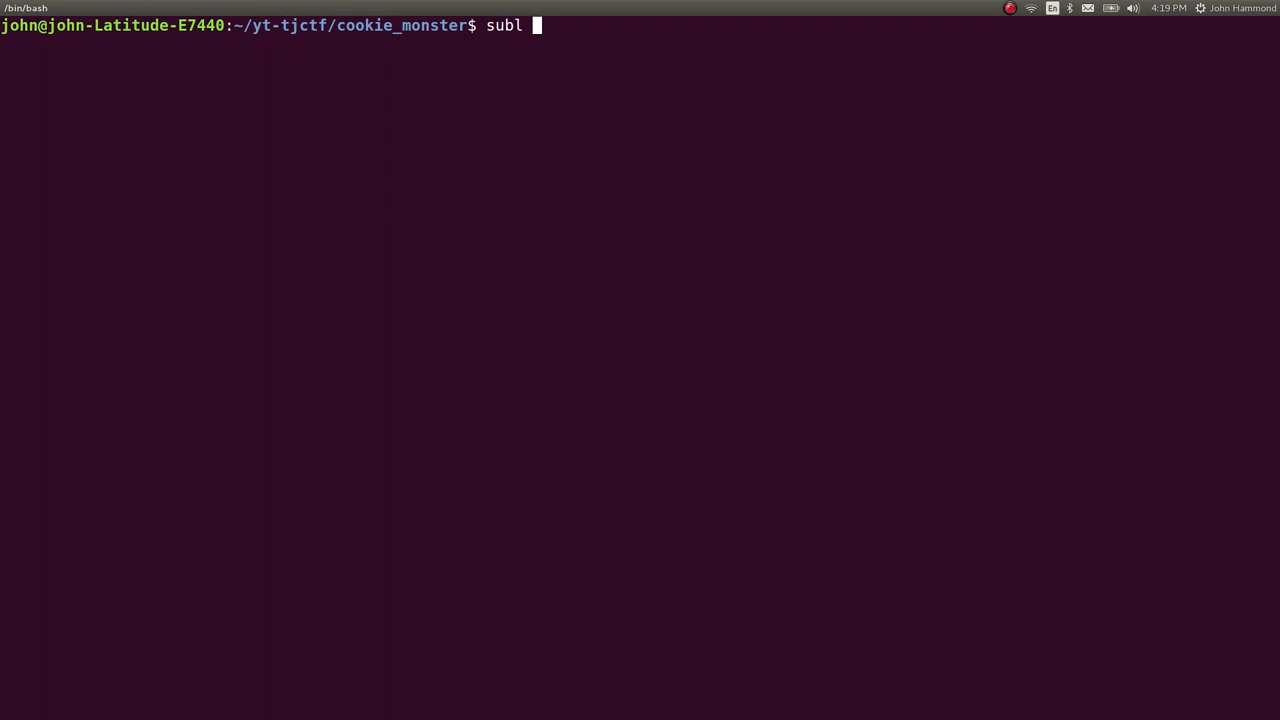 /bin/bash
En
4:19 PM
John Hammond
john@john-Latitude-E7440:~/yt-tjctf/cookie_monster$ subl